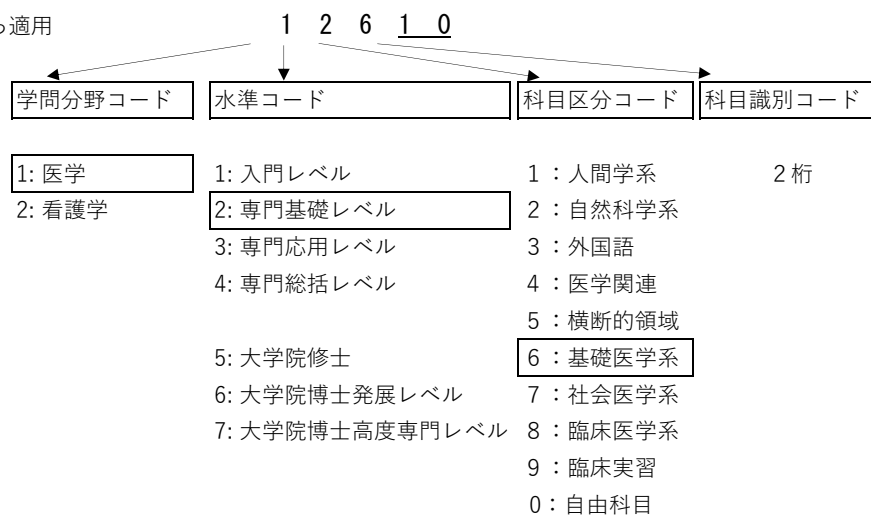 ら適用
1 2 6 1 0
学問分野コード 水準コード 科目区分コード 科目識別コード
1: 医学 1: 入門レベル 1：人間学系 2桁
2: 看護学 2: 専門基礎レベル 2：自然科学系
3: 専門応用レベル 3：外国語
4: 専門総括レベル 4：医学関連
5：横断的領域
5: 大学院修士 6：基礎医学系
6: 大学院博士発展レベル 7：社会医学系
7: 大学院博士高度専門レベル 8：臨床医学系
9：臨床実習
0：自由科目